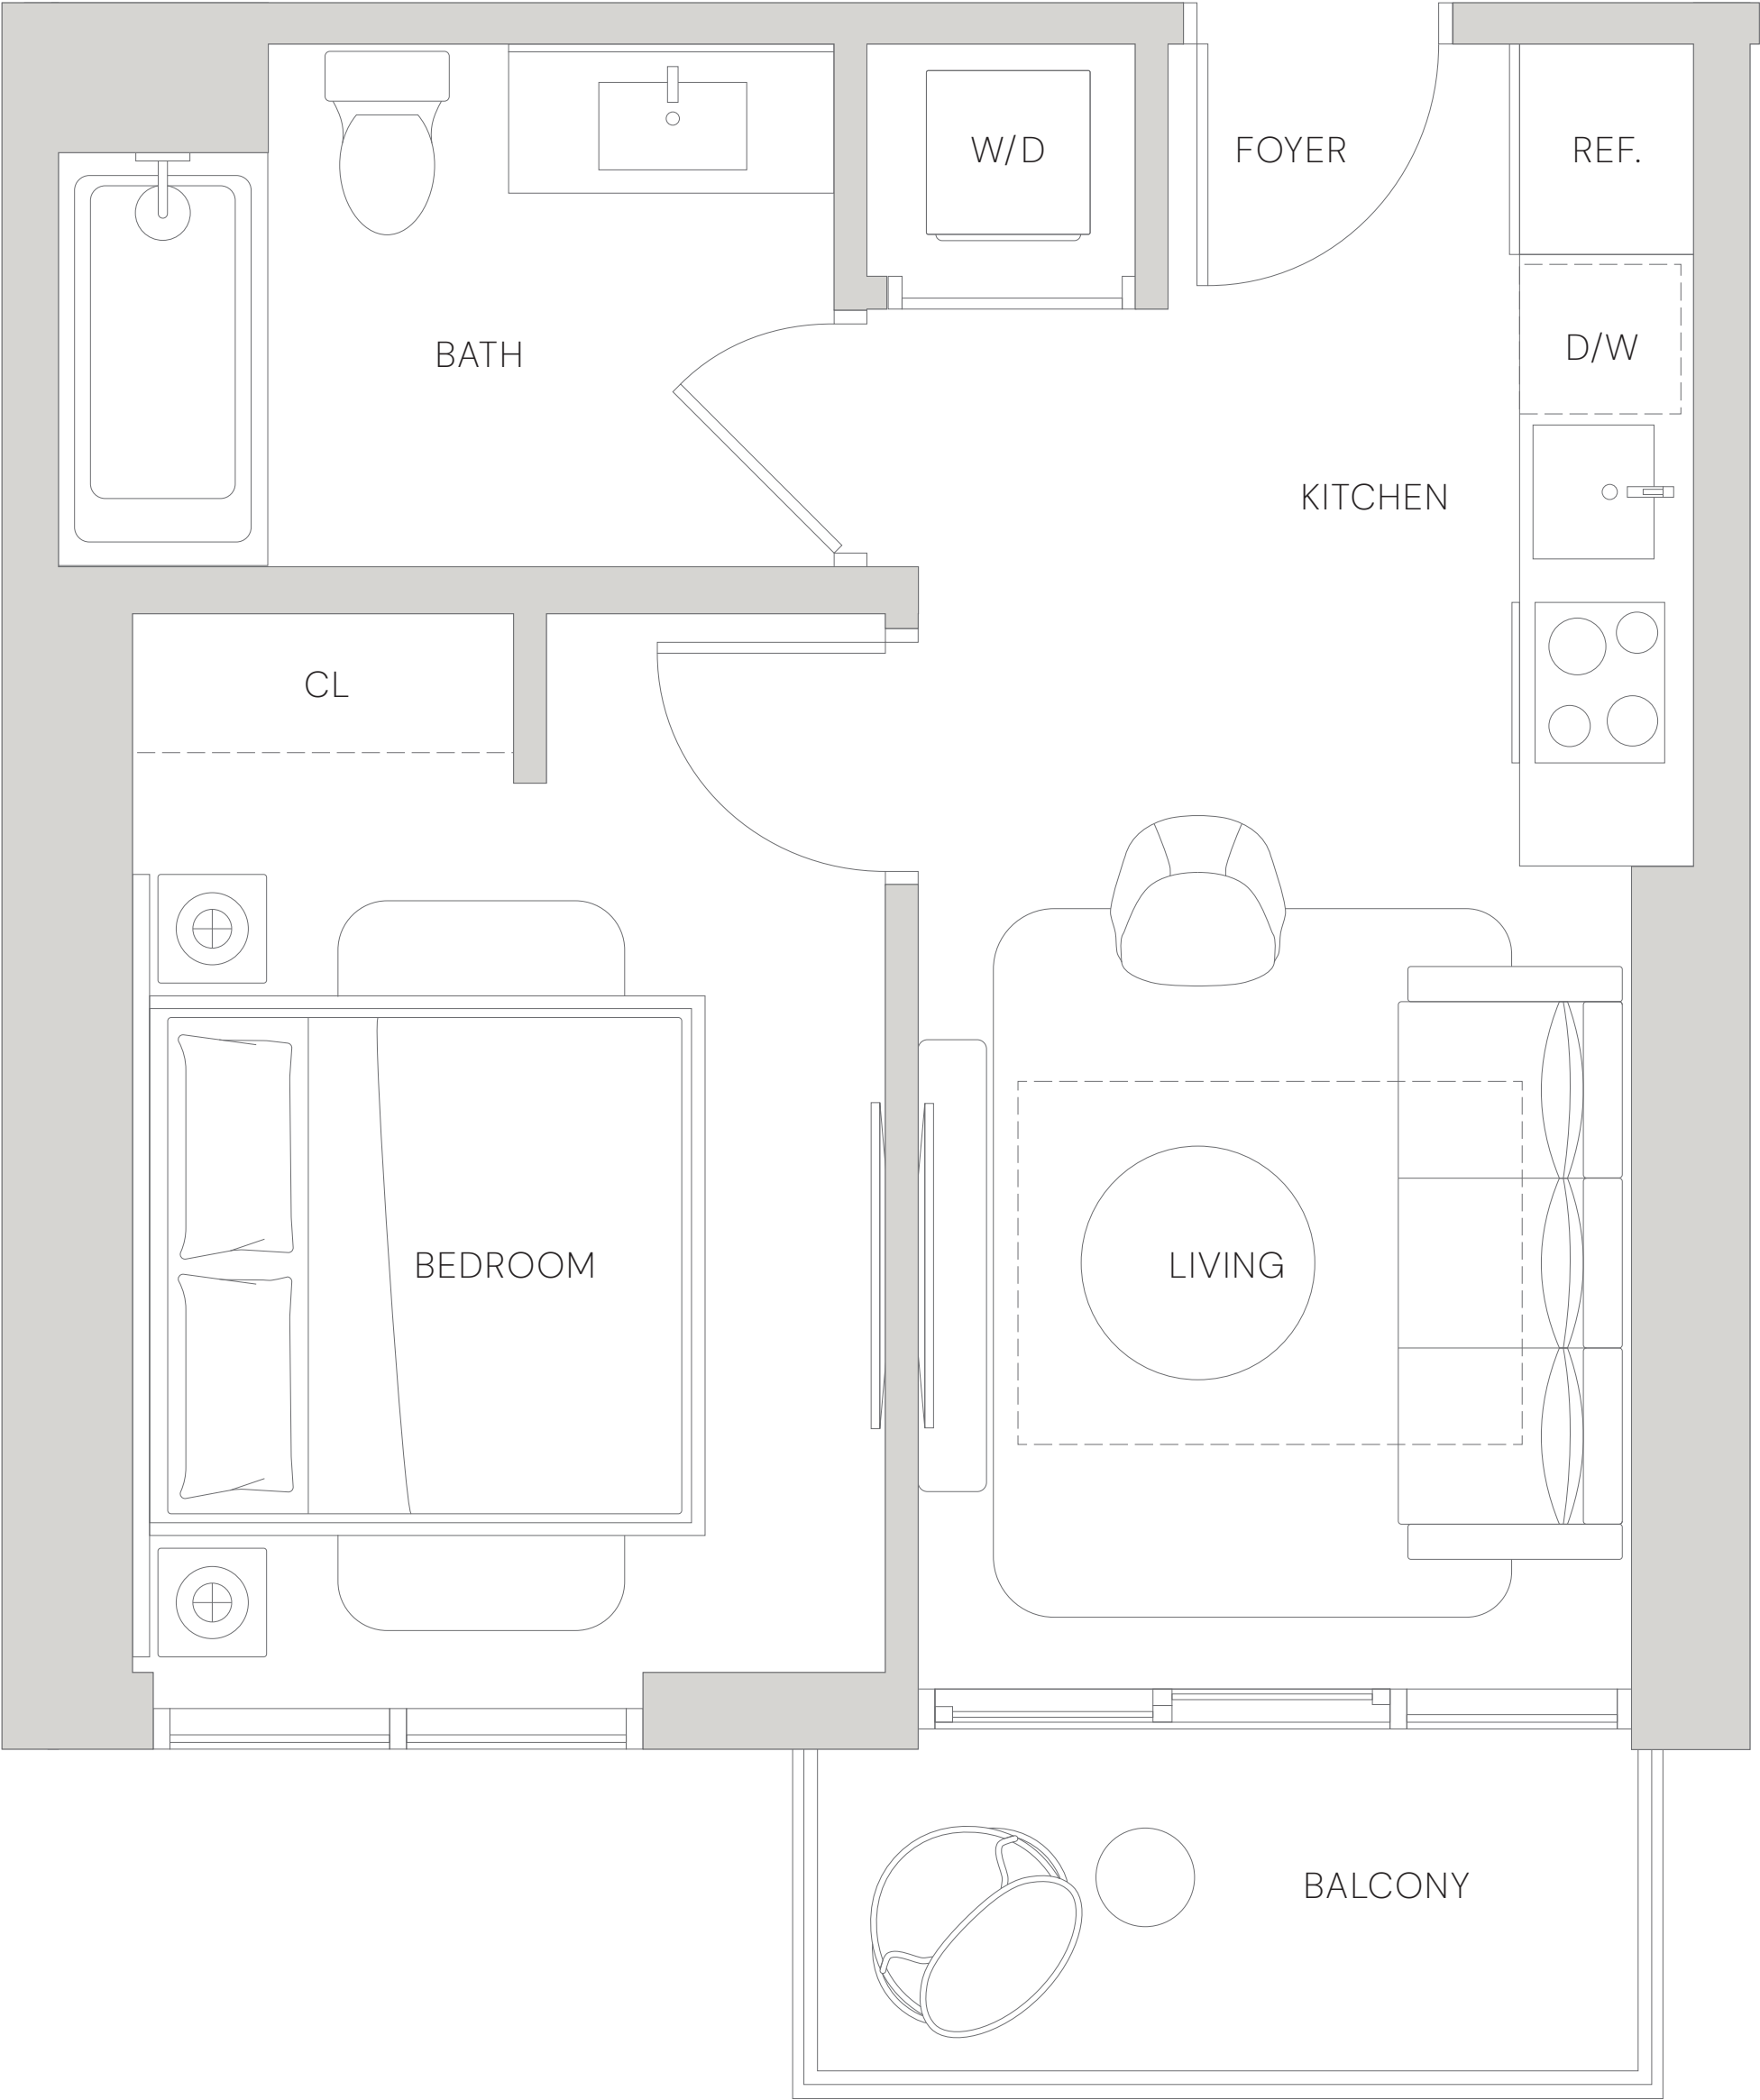 W/D
FOYER
REF.
BATH
D/W
KITCHEN
CL
BEDROOM
LIVING
BALCONY